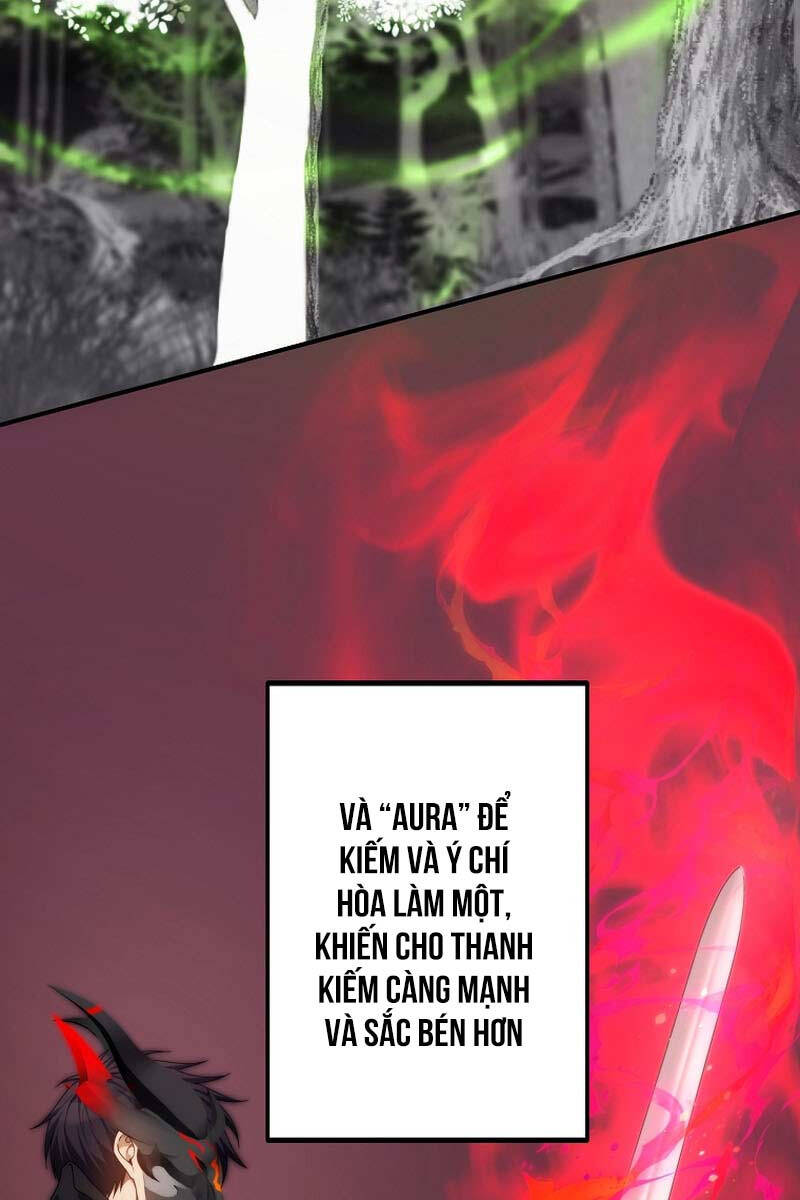 VÀ “AURA” ĐỂ
KIẾM VÀ Ý CHÍ
HÒA LÀM MỘT,
KHIẾN CHO THANH
KIẾM CÀNG MẠNH
VÀ SẮC BÉN HƠN